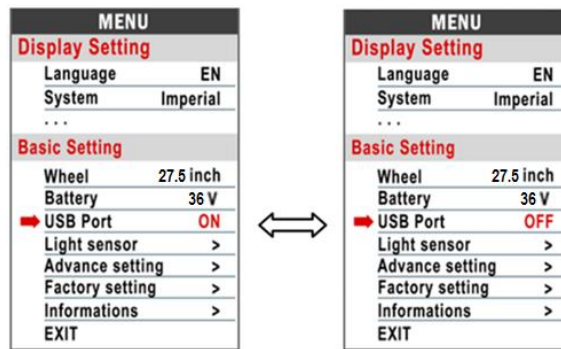 MENU
Display Setting
Language EN
System Imperial
. . .
Basic Setting
Wheel 27.5 inch
Battery 36 V
USB Port ON
Light sensor >
Advance setting >
Factory setting >
Informations >
EXIT
MENU
Display Setting
Language EN
System Imperial
. . .
Basic Setting
Wheel 27.5 inch
Battery 36 V
USB Port OFF
Light sensor >
Advance setting >
Factory setting >
Informations >
EXIT